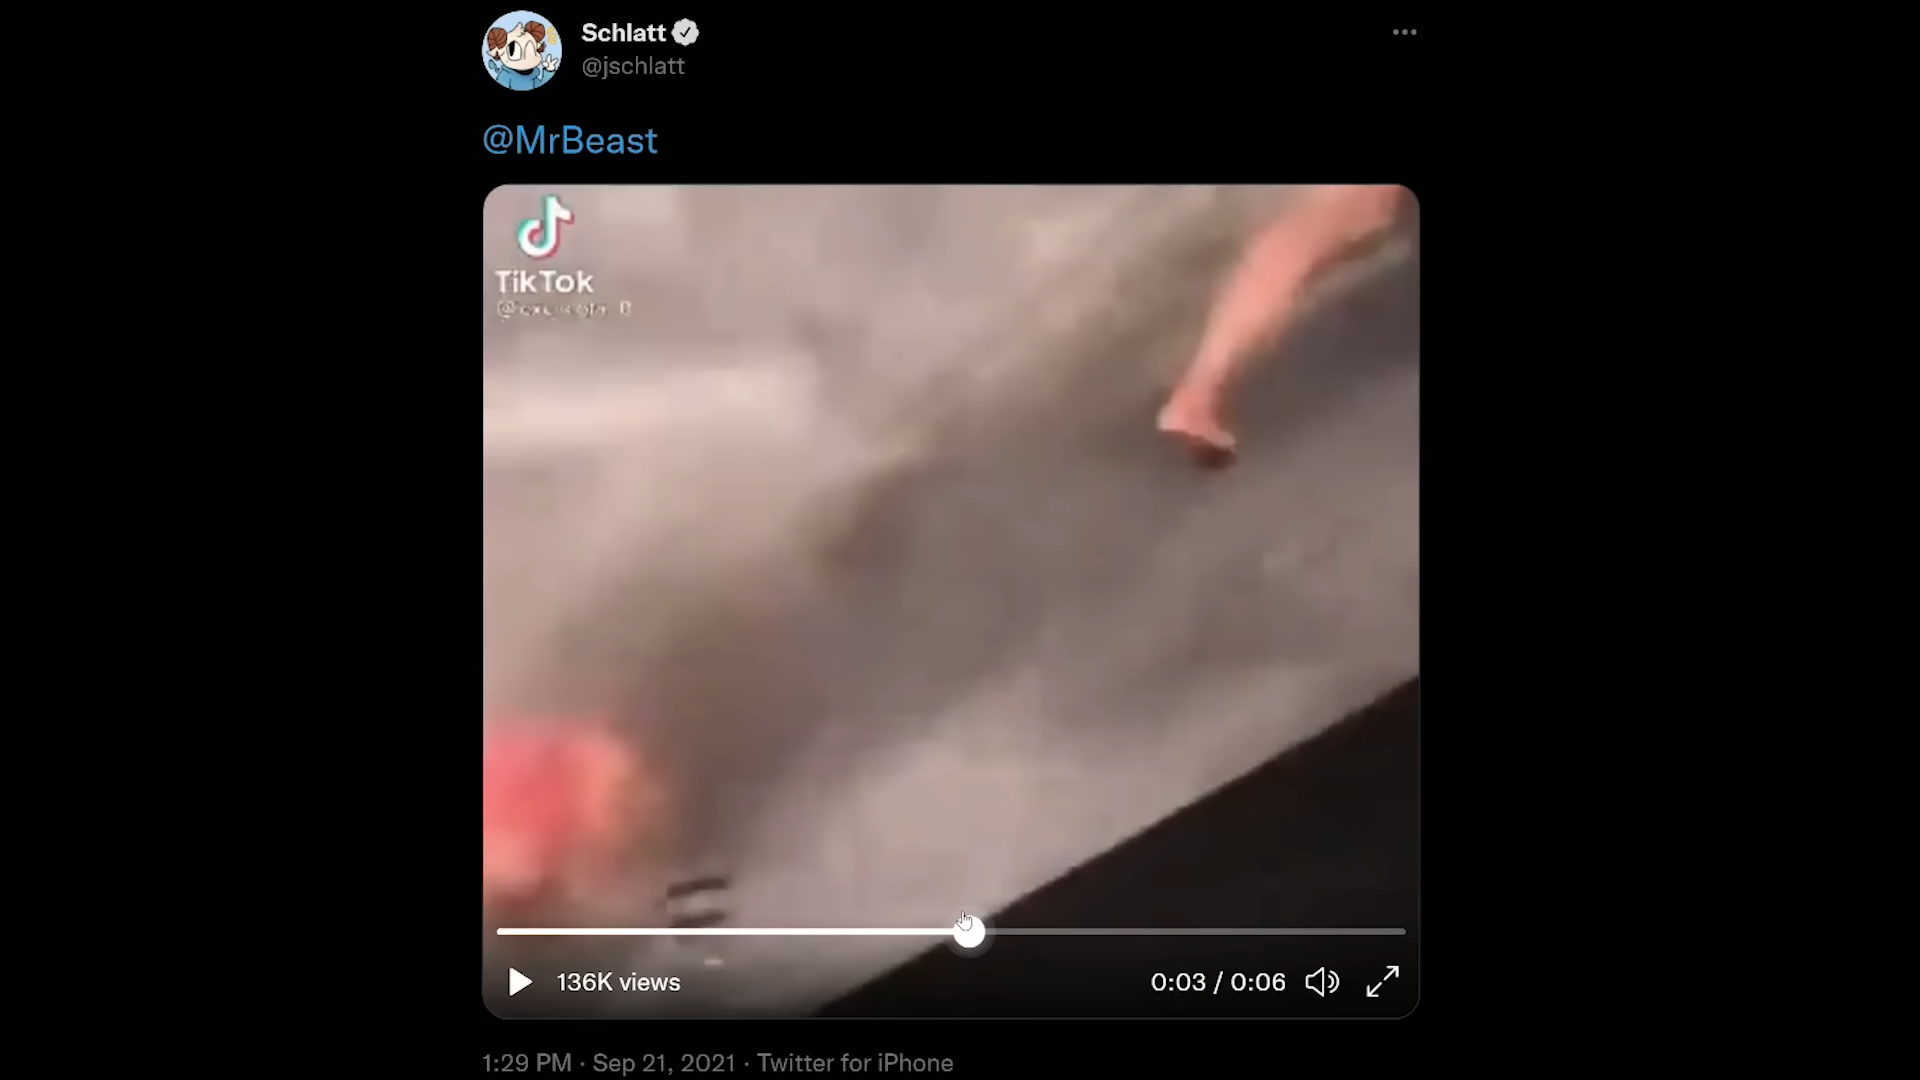 Schlatt
@jschlatt
@MrBeast
TikTok
136K views
0:03 / 0:06
1:29 PM · Sep 21, 2021 · Twitter for iPhone